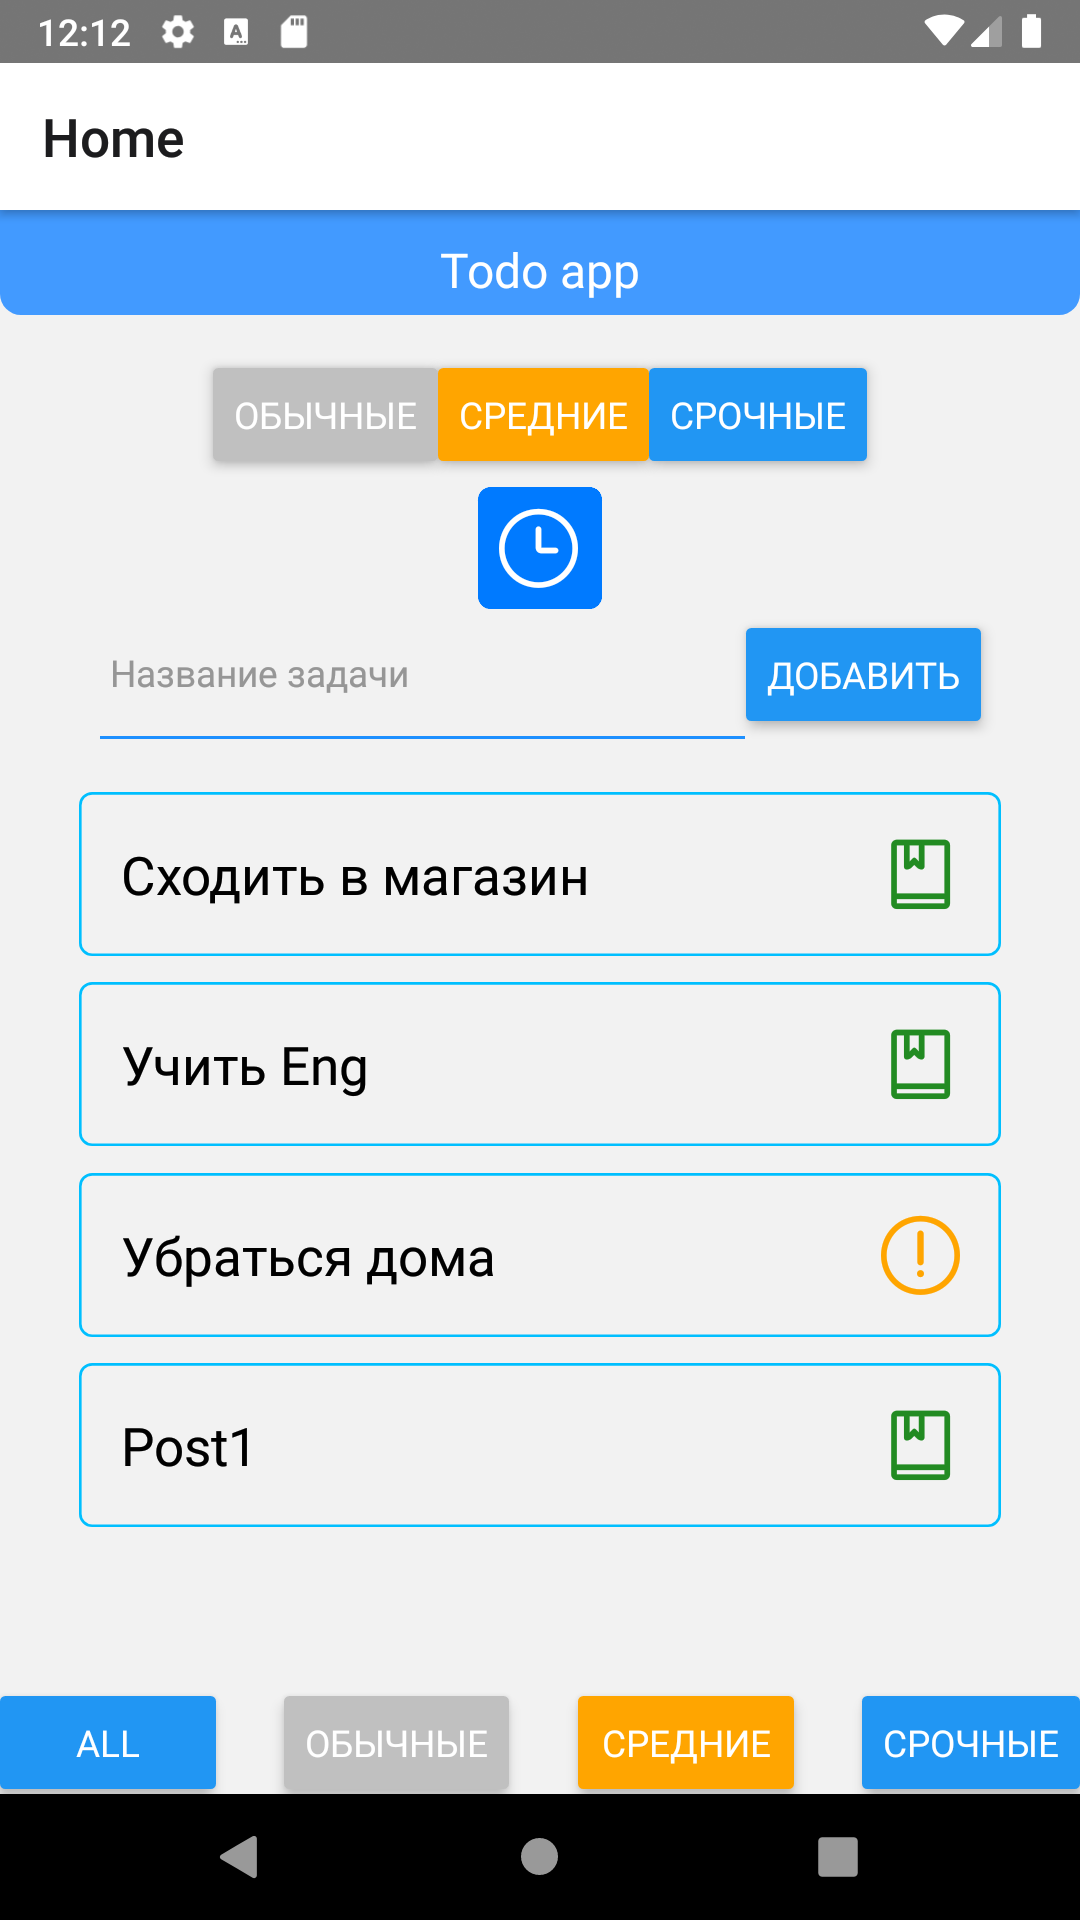 12:12
Home
Todo app
ОБЫЧНЫЕ СРЕДНИЕ СРОЧНЫЕ
Название задачи ДОБАВИТЬ
Сходить в магазин
Учить Eng
Убраться дома
Post1
ALL ОБЫЧНЫЕ СРЕДНИЕ СРОЧНЫЕ